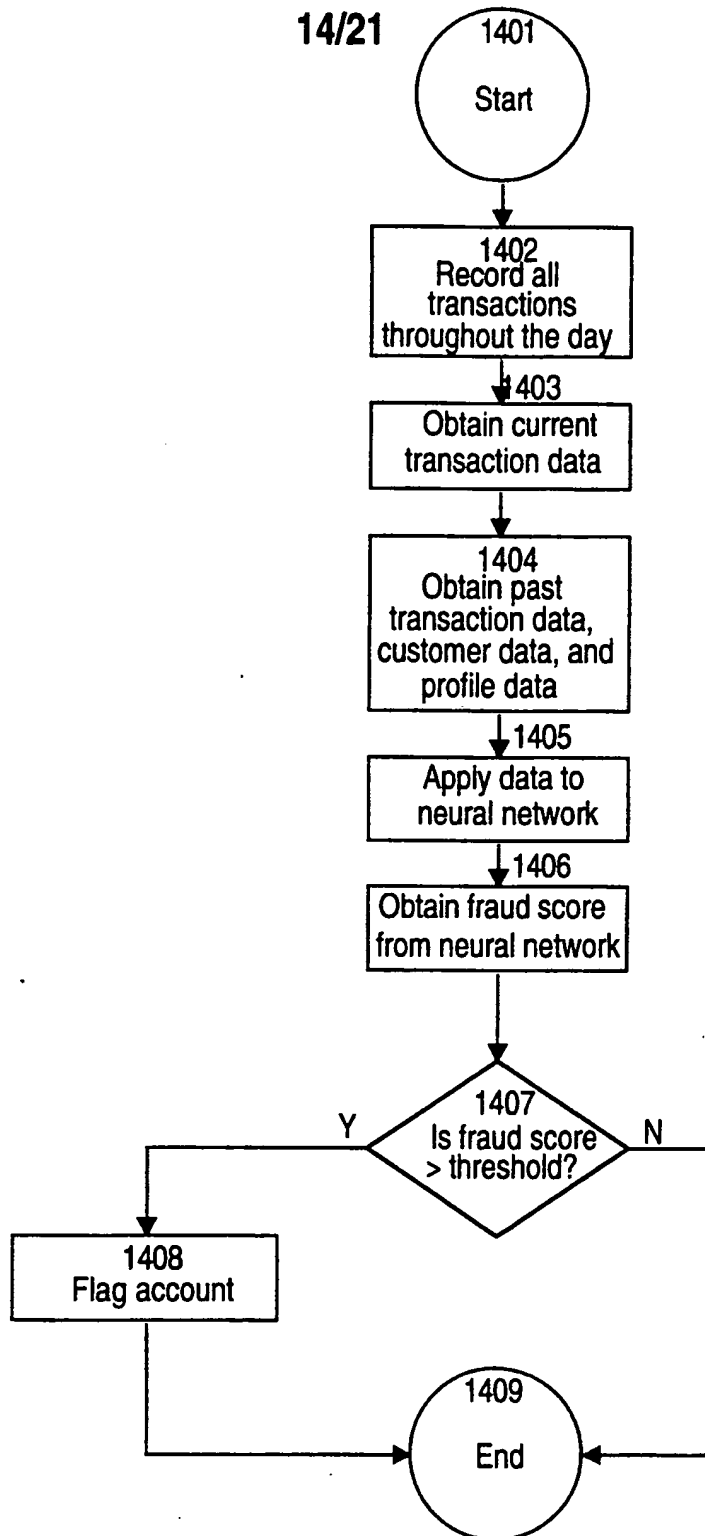 14/21
1401
Start
1402
Record all
transactions
throughout the day
1403
Obtain current
transaction data
1404
Obtain past
transaction data,
customer data, and
profile data
1405
Apply data to
neural network
1406
Obtain fraud score
from neural network
1407
Is fraud score
> threshold?
Y
N
1408
Flag account
1409
End